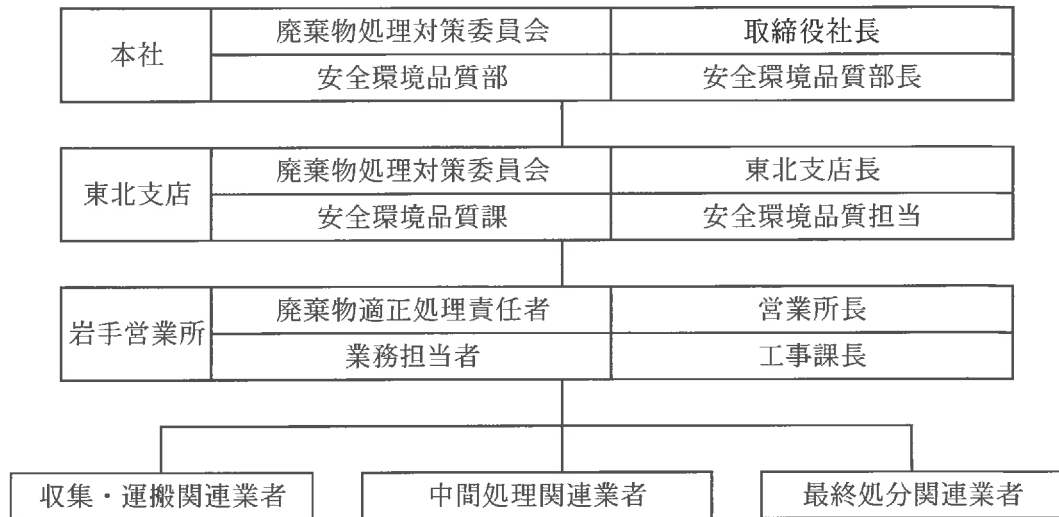 本社
廃棄物処理対策委員会 取締役社長
安全環境品質部 安全環境品質部長
東北支店
廃棄物処理対策委員会 東北支店長
安全環境品質課 安全環境品質担当
岩手営業所
廃棄物適正処理責任者 営業所長
業務担当者 工事課長
収集・運搬関連業者 中間処理関連業者 最終処分関連業者